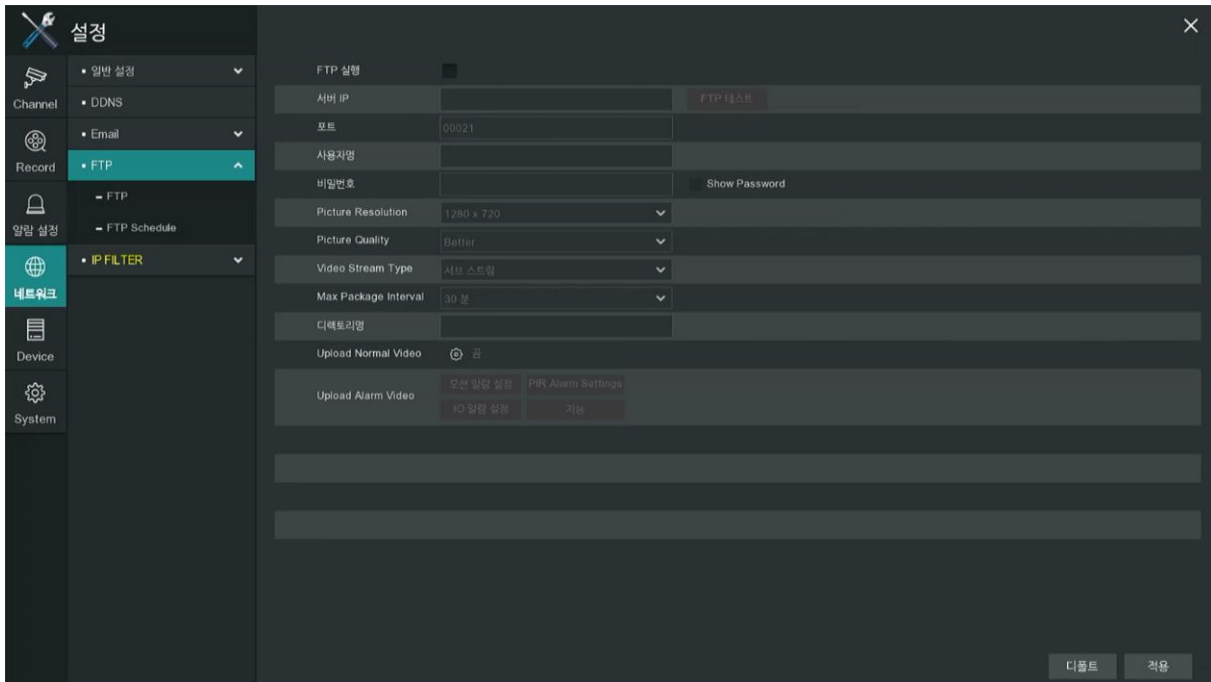 설정
Channel
Record
알람 설정
네트워크
Device
System
• 일반 설정
• DDNS
• Email
• FTP
- FTP
- FTP Schedule
• IP FILTER
FTP 실행
서버 IP FTP 테스트
포트 00021
사용자명
비밀번호 Show Password
Picture Resolution 1280 x 720
Picture Quality Better
Video Stream Type 서브 스트림
Max Package Interval 30 분
디렉토리명
Upload Normal Video 끔
Upload Alarm Video
모션 알람 설정 PIR Alarm Settings
IO 알람 설정 지능
디폴트 적용